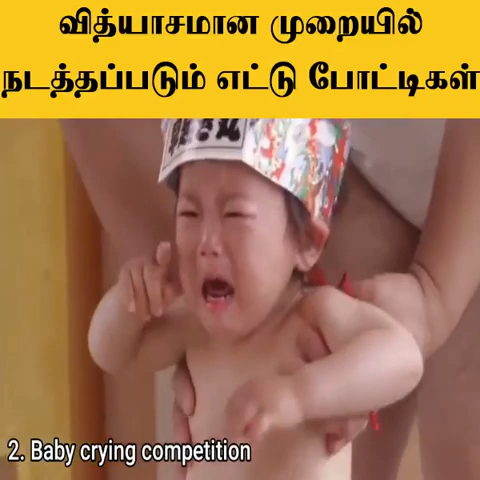 வித்யாசமான முறையில்
நடத்தப்படும் எட்டு போட்டிகள்
2. Baby crying competition